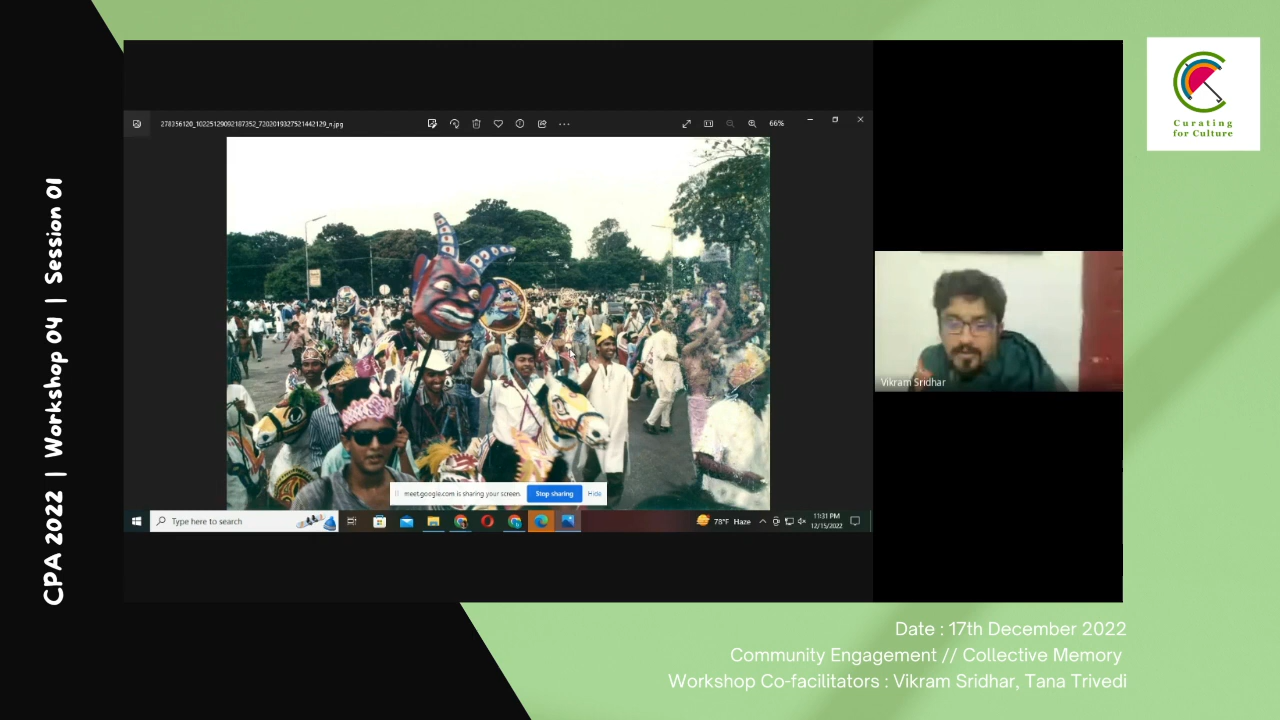 CPA 2022 | Workshop 04 | Session 01
278356120_10225129092187352_7202019327521442129_n.jpg
66%
Curating
for Culture
Vikram Sridhar
meet.google.com is sharing your screen.
Stop sharing
Hide
Type here to search
78°F Haze
11:31 PM
12/15/2022
Date : 17th December 2022
Community Engagement // Collective Memory
Workshop Co-facilitators : Vikram Sridhar, Tana Trivedi